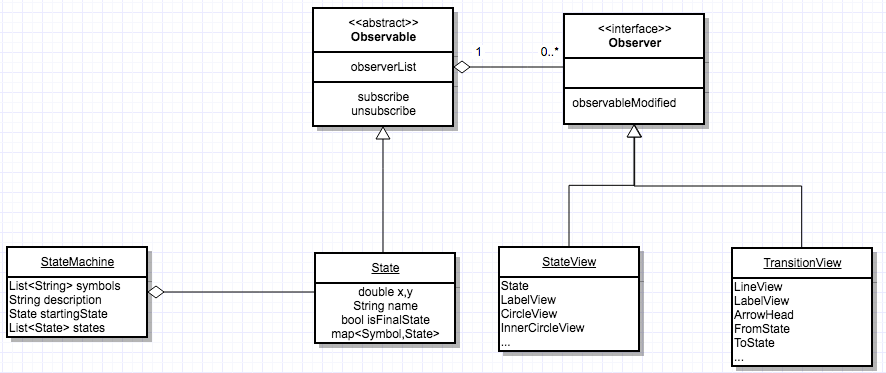 <<abstract>>
Observable
observerList
subscribe
unsubscribe
1
0..*
<<interface>>
Observer
observableModified
StateMachine
List<String> symbols
String description
State startingState
List<State> states
State
double x,y
String name
bool isFinalState
map<Symbol,State>
StateView
State
LabelView
CircleView
InnerCircleView
...
TransitionView
LineView
LabelView
ArrowHead
FromState
ToState
...